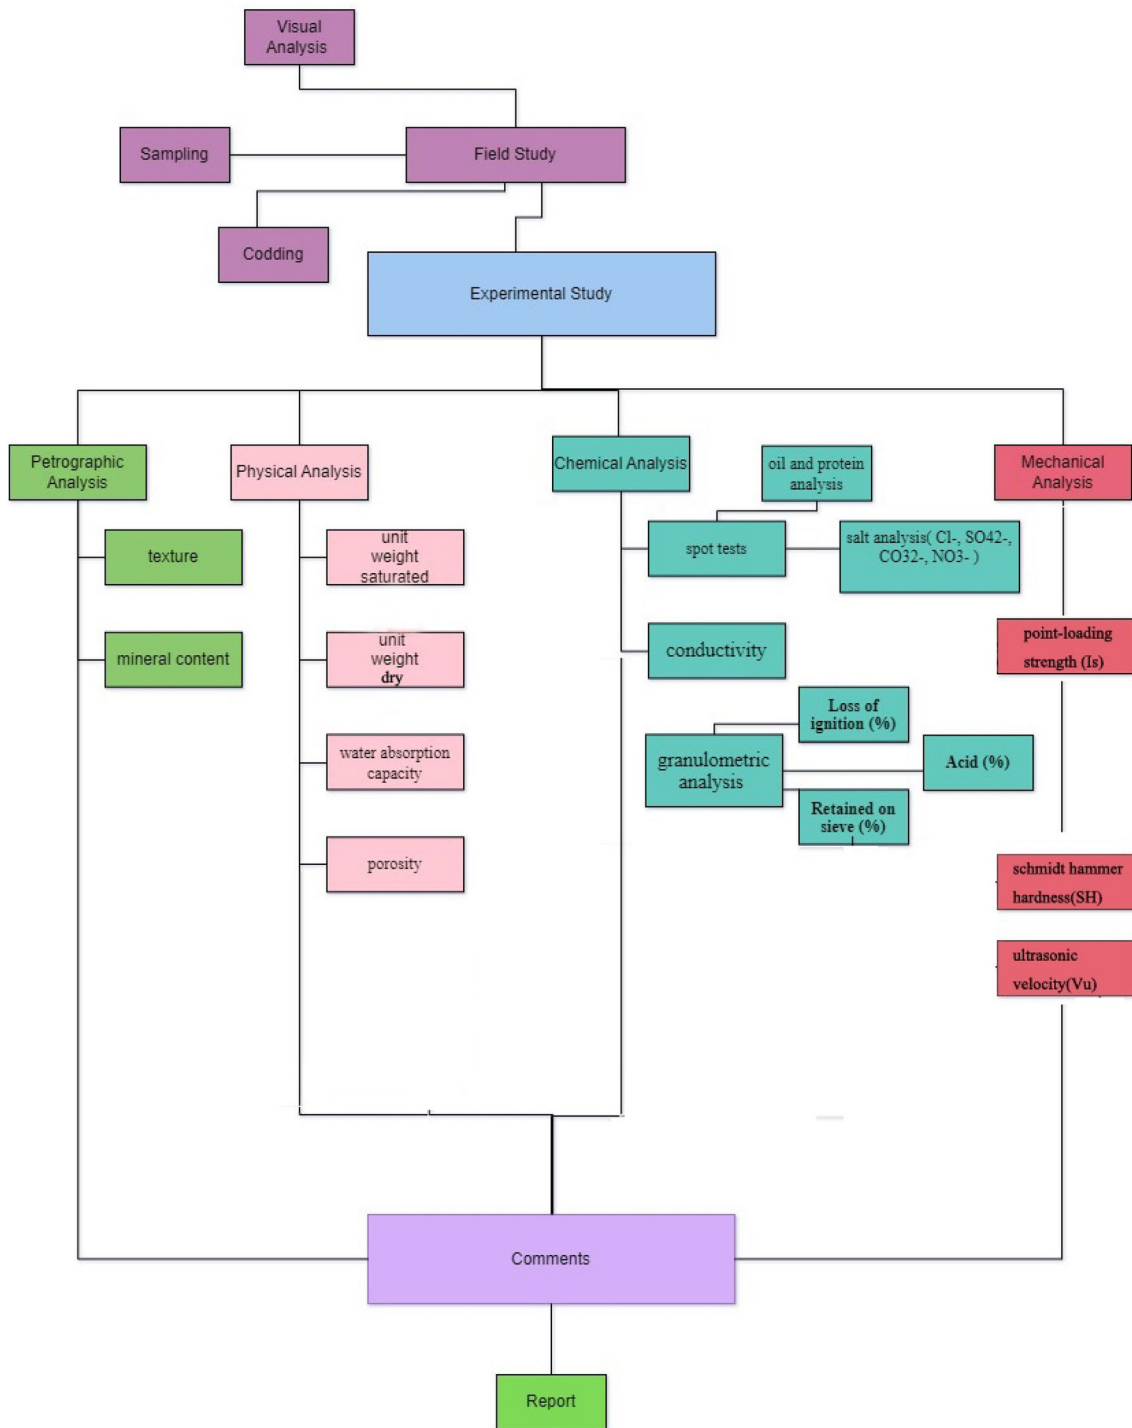 Visual
Analysis
Sampling
Field Study
Codding
Experimental Study
Petrographic
Analysis
Physical Analysis
Chemical Analysis
oil and protein
analysis
Mechanical
Analysis
texture
unit
weight
saturated
spot tests
salt analysis( Cl-, SO42-,
CO32-, NO3- )
mineral content
unit
weight
dry
conductivity
point-loading
strength (Is)
water absorption
capacity
granulometric
analysis
Loss of
ignition (%)
Acid (%)
Retained on
sieve (%)
porosity
schmidt hammer
hardness(SH)
ultrasonic
velocity(Vu)
Comments
Report